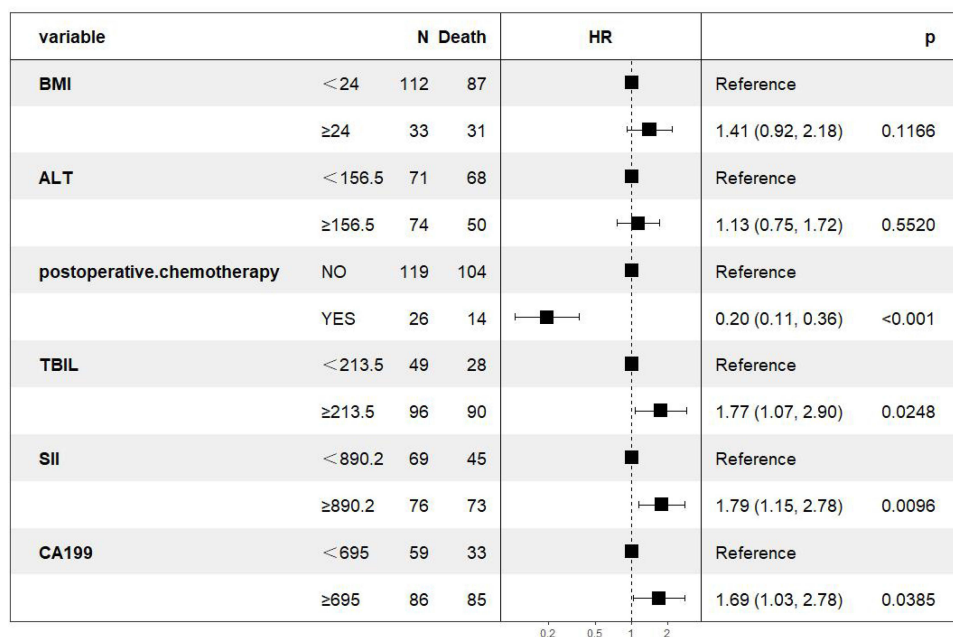 variable N Death HR p
BMI <24 112 87 Reference
≥24 33 31 1.41 (0.92, 2.18) 0.1166
ALT <156.5 71 68 Reference
≥156.5 74 50 1.13 (0.75, 1.72) 0.5520
postoperative.chemotherapy NO 119 104 Reference
YES 26 14 0.20 (0.11, 0.36) <0.001
TBIL <213.5 49 28 Reference
≥213.5 96 90 1.77 (1.07, 2.90) 0.0248
SII <890.2 69 45 Reference
≥890.2 76 73 1.79 (1.15, 2.78) 0.0096
CA199 <695 59 33 Reference
≥695 86 85 1.69 (1.03, 2.78) 0.0385
0.2 0.5 1 2